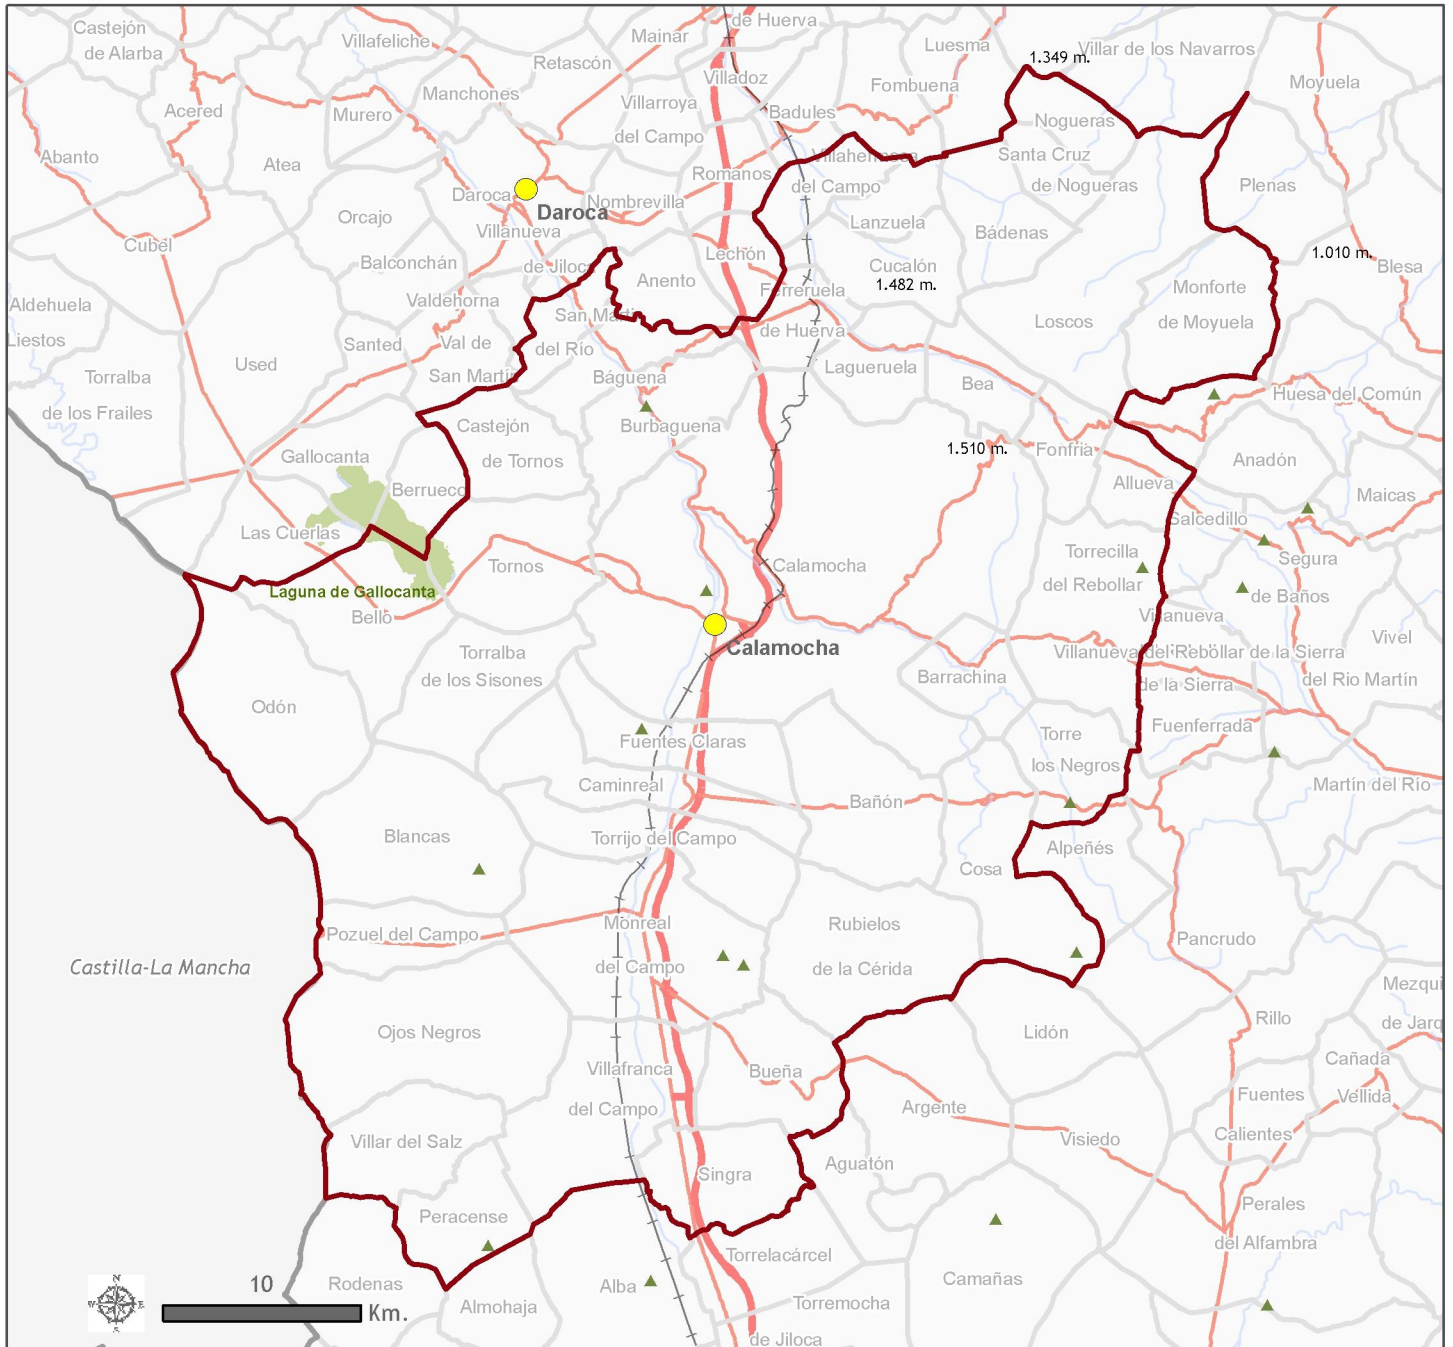 Castejón
de Alarba
Villafeliche
Mainar
de Huerva
Luesma
1.349 m.
Villar de los Navarros
Retascón
Villadoz
Fombuena
Moyuela
Acered
Murero
Manchones
Villarroya
del Campo
Badules
Nogueras
Abanto
Atea
Romanos
Villahermosa
del Campo
Santa Cruz
de Nogueras
Plenas
Daroca
Daroca
Nombrevilla
Orcajo
Villanueva
de Jiloca
Lanzuela
Bádenas
Cubel
Balconchán
Anento
Lechón
Cucalón
1.482 m.
1.010 m.
Blesa
Aldehuela
Liestos
Valdehorna
Ferreruela
de Huerva
Monforte
de Moyuela
San Martín
del Río
Loscos
Santed
Val de
San Martín
Used
Torralba
de los Frailes
Báguena
Lagueruela
Bea
Huesa del Común
Castejón
de Tornos
Burbaguena
1.510 m.
Fonfría
Anadón
Gallocanta
Berrueco
Allueva
Maicas
Las Cuerlas
Salcedillo
Segura
de Baños
Tornos
Calamocha
Torrecilla
del Rebollar
Laguna de Gallocanta
Bello
Villanueva
del Rebollar de la Sierra
Vivel
del Rio Martín
Calamocha
Torralba
de los Sisones
Villanueva
de la Sierra
Barrachina
Odón
Fuenferrada
Fuentes Claras
Torre
los Negros
Caminreal
Martín del Río
Bañón
Blancas
Torrijo del Campo
Alpeñés
Cosa
Pozuel del Campo
Monreal
del Campo
Rubielos
de la Cérida
Pancrudo
Castilla-La Mancha
Mezqui
de Jarq
Ojos Negros
Lidón
Rillo
Villafranca
del Campo
Bueña
Cañada
Vellida
Argente
Fuentes
Calientes
Villar del Salz
Visiedo
Singra
Aguatón
Peracense
Perales
del Alfambra
Torrelacárcel
Rodenas
Alba
Camañas
Almohaja
Torremocha
de Jiloca
N
W
E
S
10
Km.